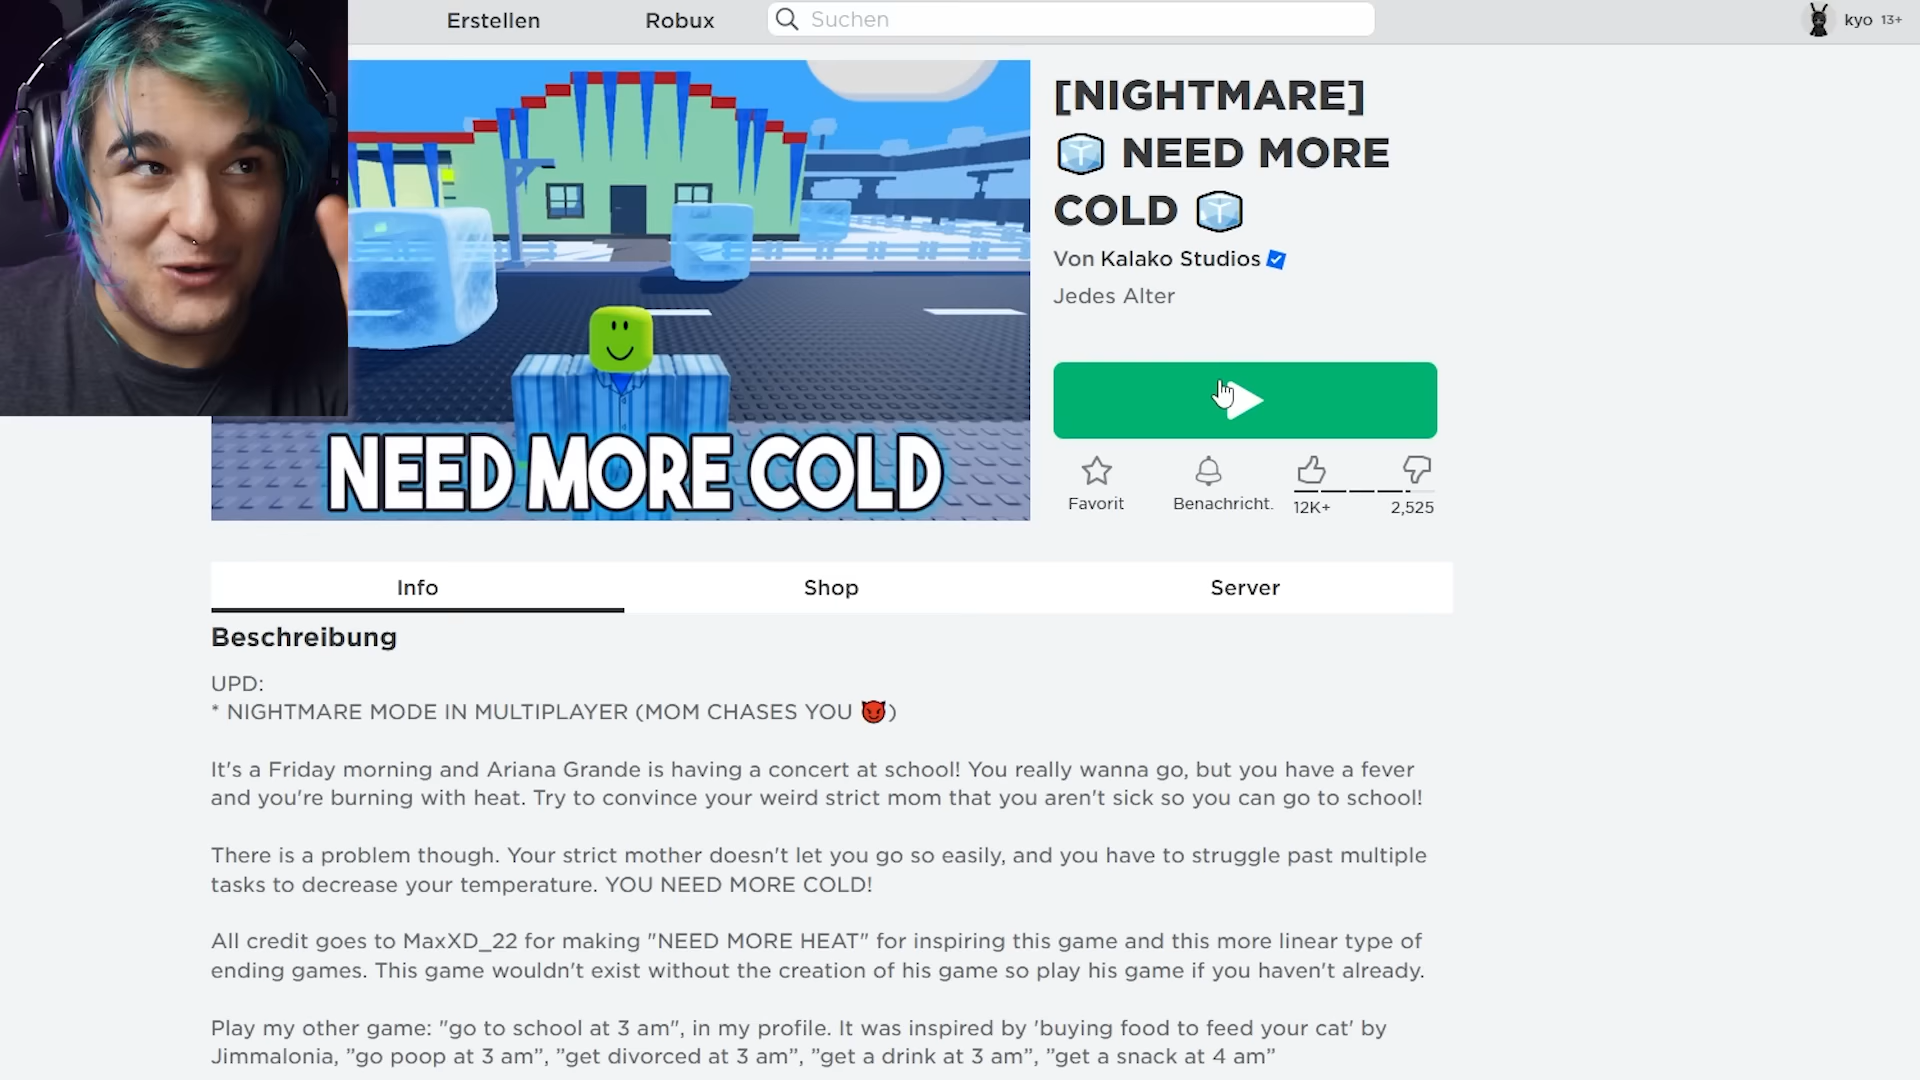 Erstellen
Robux
Suchen
kyo 13+
[NIGHTMARE]
NEED MORE
COLD
Von Kalako Studios
Jedes Alter
NEED MORE COLD
Favorit
Benachricht.
12K+
2,525
Info
Shop
Server
Beschreibung
UPD:
* NIGHTMARE MODE IN MULTIPLAYER (MOM CHASES YOU 😈)
It's a Friday morning and Ariana Grande is having a concert at school! You really wanna go, but you have a fever
and you're burning with heat. Try to convince your weird strict mom that you aren't sick so you can go to school!
There is a problem though. Your strict mother doesn't let you go so easily, and you have to struggle past multiple
tasks to decrease your temperature. YOU NEED MORE COLD!
All credit goes to MaxXD_22 for making "NEED MORE HEAT" for inspiring this game and this more linear type of
ending games. This game wouldn't exist without the creation of his game so play his game if you haven't already.
Play my other game: "go to school at 3 am", in my profile. It was inspired by 'buying food to feed your cat' by
Jimmalonia, ”go poop at 3 am”, ”get divorced at 3 am”, ”get a drink at 3 am”, ”get a snack at 4 am”